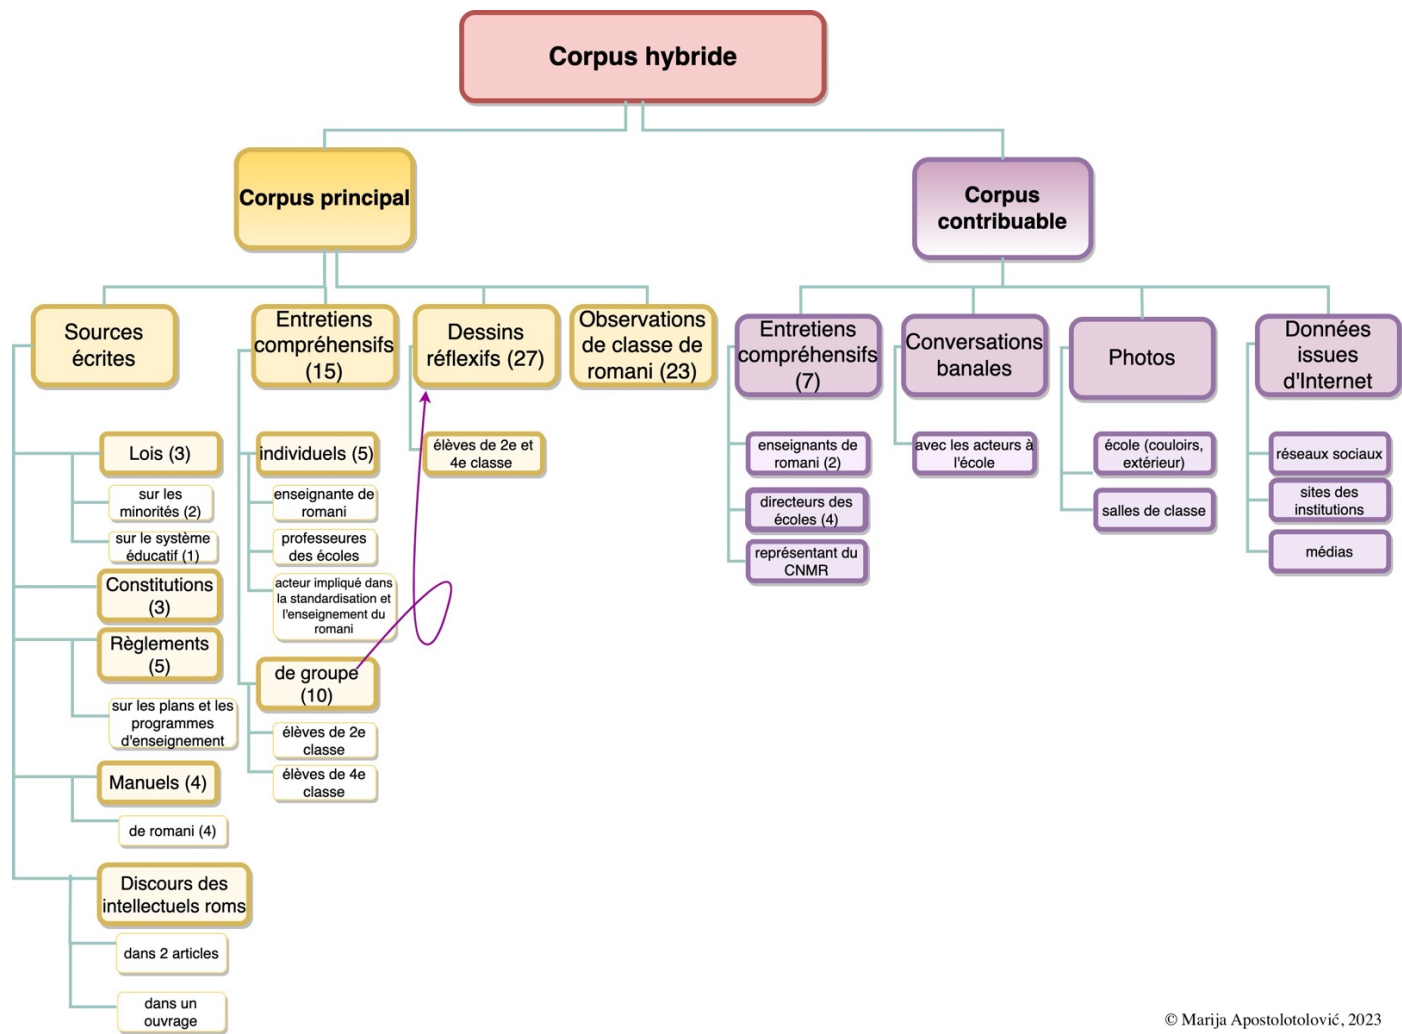 Corpus hybride
Corpus principal
Corpus
contribuable
Sources
écrites
Entretiens
compréhensifs
(15)
Dessins
réflexifs (27)
Observations
de classe de
romani (23)
Entretiens
compréhensifs
(7)
Conversations
banales
Photos
Données
issues
d'Internet
Lois (3)
sur les
minorités (2)
sur le système
éducatif (1)
Constitutions
(3)
Règlements
(5)
sur les plans et les
programmes
d'enseignement
Manuels (4)
de romani (4)
Discours des
intellectuels roms
dans 2 articles
dans un
ouvrage
individuels (5)
enseignante de
romani
professeures
des écoles
acteur impliqué dans
la standardisation et
l'enseignement du
romani
de groupe
(10)
élèves de 2e
classe
élèves de 4e
classe
élèves de 2e et
4e classe
enseignants de
romani (2)
directeurs des
écoles (4)
représentant du
CNMR
avec les acteurs à
l'école
école (couloirs,
extérieur)
salles de classe
réseaux sociaux
sites des
institutions
médias
© Marija Apostolotolović, 2023